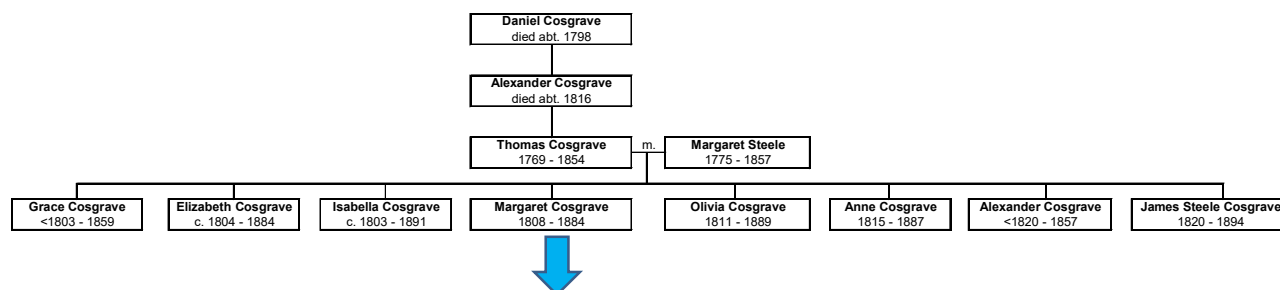 Daniel Cosgrave
died abt. 1798
Alexander Cosgrave
died abt. 1816
Thomas Cosgrave
1769 - 1854
m.
Margaret Steele
1775 - 1857
Grace Cosgrave
<1803 - 1859
Elizabeth Cosgrave
c. 1804 - 1884
Isabella Cosgrave
c. 1803 - 1891
Margaret Cosgrave
1808 - 1884
Olivia Cosgrave
1811 - 1889
Anne Cosgrave
1815 - 1887
Alexander Cosgrave
<1820 - 1857
James Steele Cosgrave
1820 - 1894